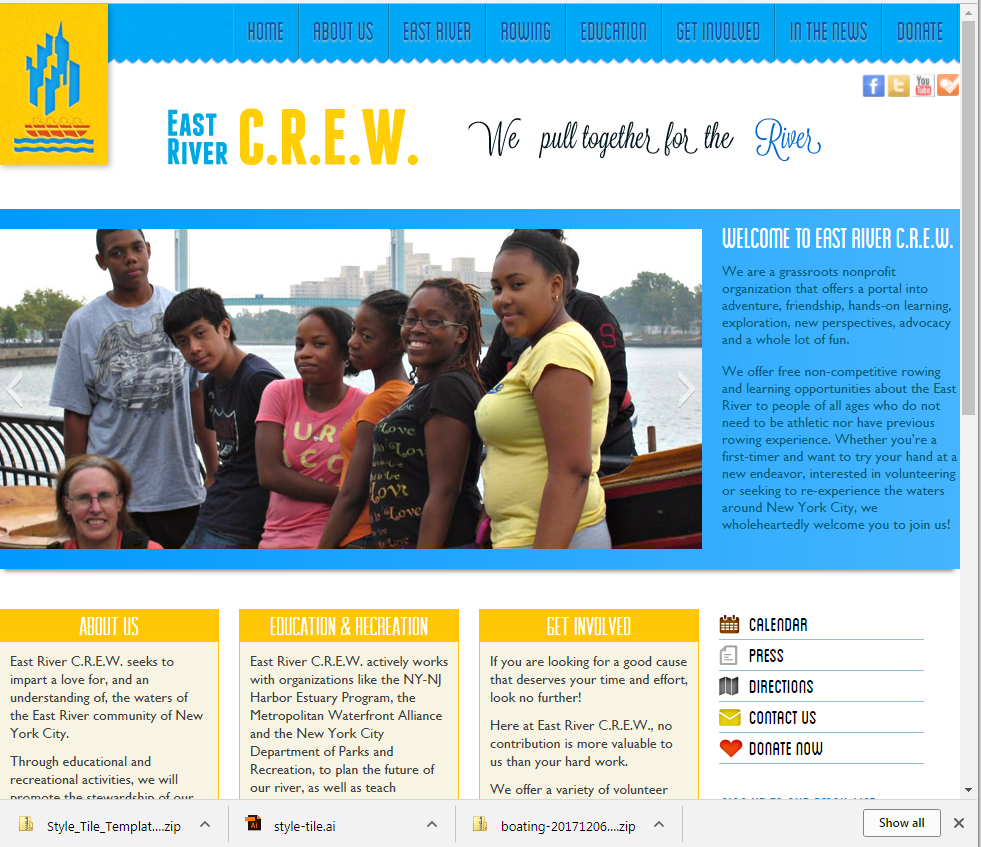 HOME ABOUT US EAST RIVER ROWING EDUCATION GET INVOLVED IN THE NEWS DONATE
You
Tube
EAST
RIVER
C.R.E.W.
We pull together for the River
WELCOME TO EAST RIVER C.R.E.W.
We are a grassroots nonprofit
organization that offers a portal into
adventure, friendship, hands-on learning,
exploration, new perspectives, advocacy
and a whole lot of fun.
We offer free non-competitive rowing
and learning opportunities about the East
River to people of all ages who do not
need to be athletic nor have previous
rowing experience. Whether you're a
first-timer and want to try your hand at a
new endeavor, interested in volunteering
or seeking to re-experience the waters
around New York City, we
wholeheartedly welcome you to join us!
ABOUT US
East River C.R.E.W. seeks to
impart a love for, and an
understanding of, the waters of
the East River community of New
York City.
Through educational and
recreational activities, we will
promote the stewardship of our
EDUCATION & RECREATION
East River C.R.E.W. actively works
with organizations like the NY-NJ
Harbor Estuary Program, the
Metropolitan Waterfront Alliance
and the New York City
Department of Parks and
Recreation, to plan the future of
our river, as well as teach
GET INVOLVED
If you are looking for a good cause
that deserves your time and effort,
look no further!
Here at East River C.R.E.W., no
contribution is more valuable to
us than your hard work.
We offer a variety of volunteer
CALENDAR
PRESS
DIRECTIONS
CONTACT US
DONATE NOW
Style_Tile_Templat....zip
style-tile.ai
boating-20171206....zip
Show all